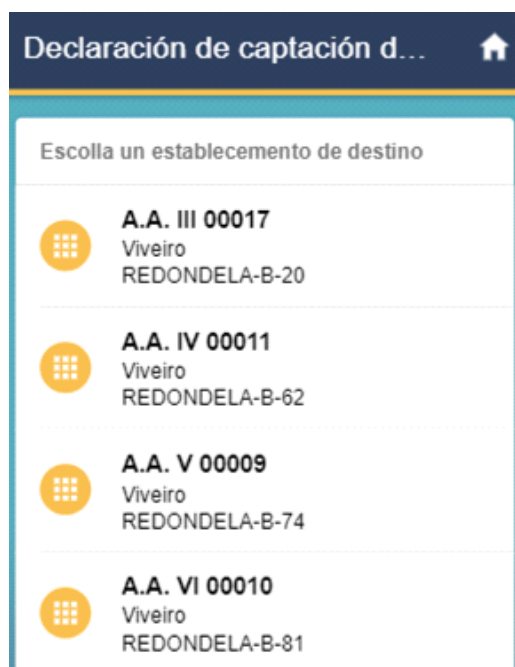 Declaración de captación d...
Escolla un establecemento de destino
A.A. III 00017
Viveiro
REDONDELA-B-20
A.A. IV 00011
Viveiro
REDONDELA-B-62
A.A. V 00009
Viveiro
REDONDELA-B-74
A.A. VI 00010
Viveiro
REDONDELA-B-81